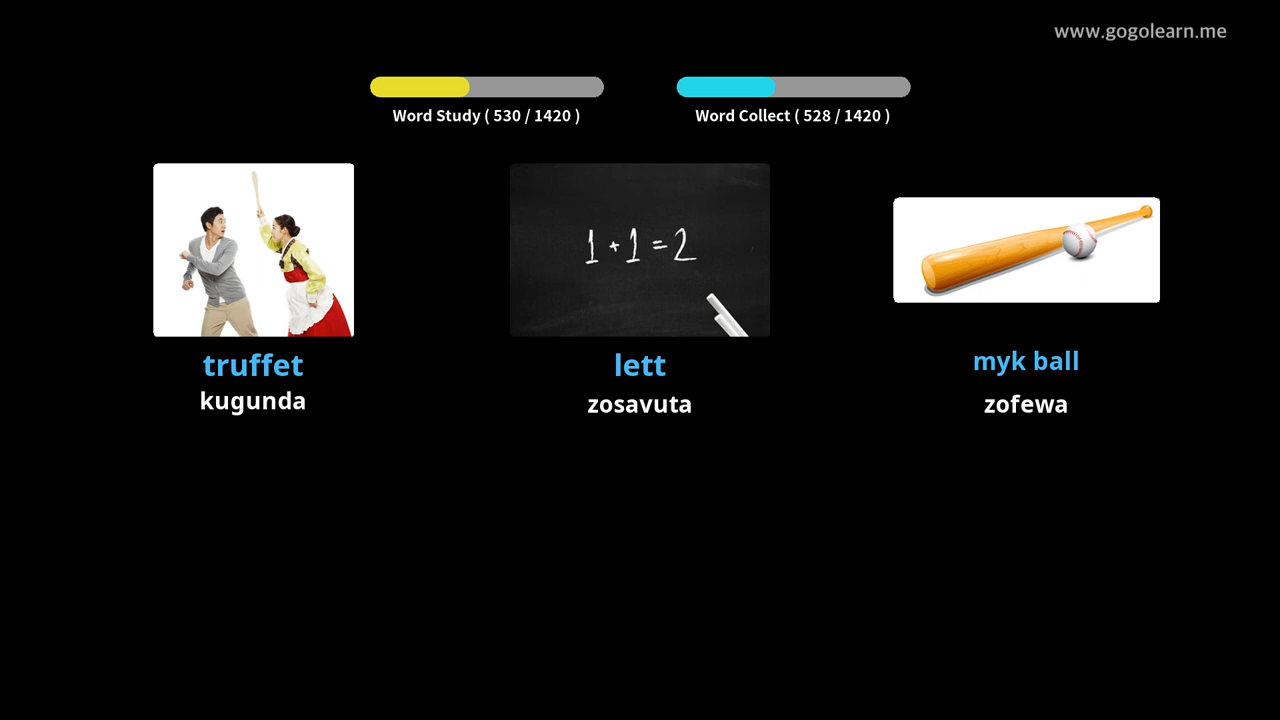 www.gogolearn.me
Word Study ( 530 / 1420 )
Word Collect ( 528 / 1420 )
1 + 1 = 2
truffet
lett
myk ball
kugunda
zosavuta
zofewa